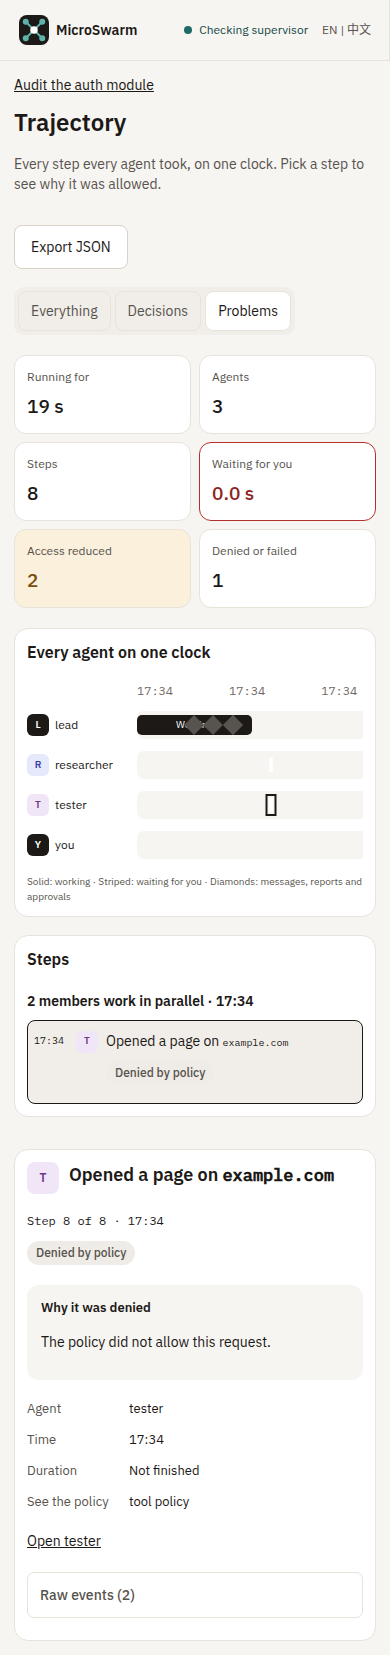 MicroSwarm
Checking supervisor
EN | 中文
Audit the auth module
Trajectory
Every step every agent took, on one clock. Pick a step to
see why it was allowed.
Export JSON
Everything
Decisions
Problems
Running for
19 s
Agents
3
Steps
8
Waiting for you
0.0 s
Access reduced
2
Denied or failed
1
Every agent on one clock
17:34 17:34 17:34
L lead
R researcher
T tester
Y you
Solid: working · Striped: waiting for you · Diamonds: messages, reports and
approvals
Steps
2 members work in parallel · 17:34
17:34 T Opened a page on example.com
Denied by policy
T Opened a page on example.com
Step 8 of 8 · 17:34
Denied by policy
Why it was denied
The policy did not allow this request.
Agent tester
Time 17:34
Duration Not finished
See the policy tool policy
Open tester
Raw events (2)